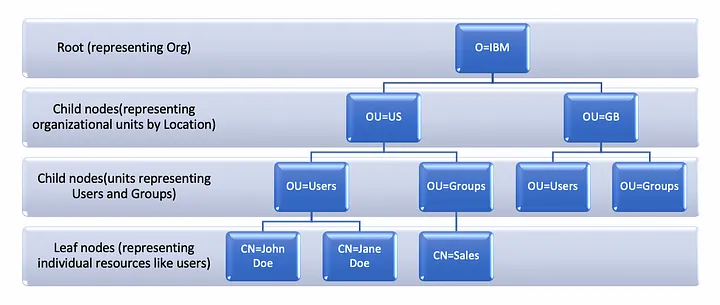 Root (representing Org)
O=IBM
Child nodes(representing
organizational units by Location)
OU=US
OU=GB
Child nodes(units representing
Users and Groups)
OU=Users
OU=Groups
OU=Users
OU=Groups
Leaf nodes (representing
individual resources like users)
CN=John
Doe
CN=Jane
Doe
CN=Sales